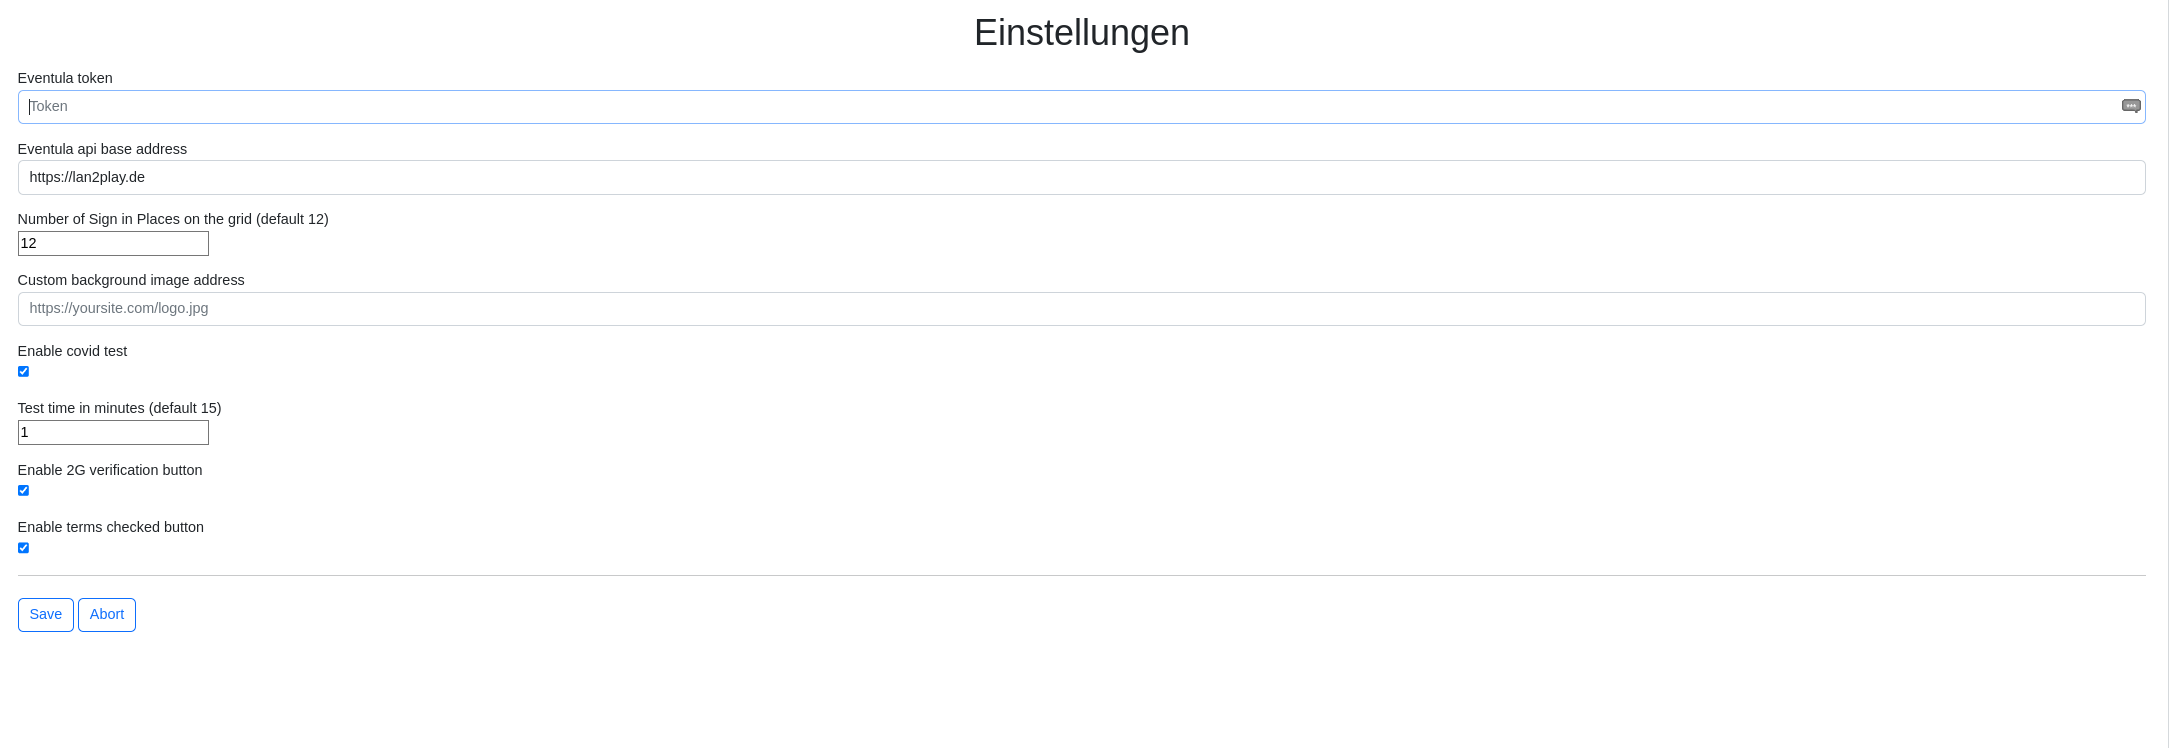 Einstellungen
Eventula token
Token
Eventula api base address
https://lan2play.de
Number of Sign in Places on the grid (default 12)
12
Custom background image address
https://yoursite.com/logo.jpg
Enable covid test
Test time in minutes (default 15)
1
Enable 2G verification button
Enable terms checked button
Save Abort